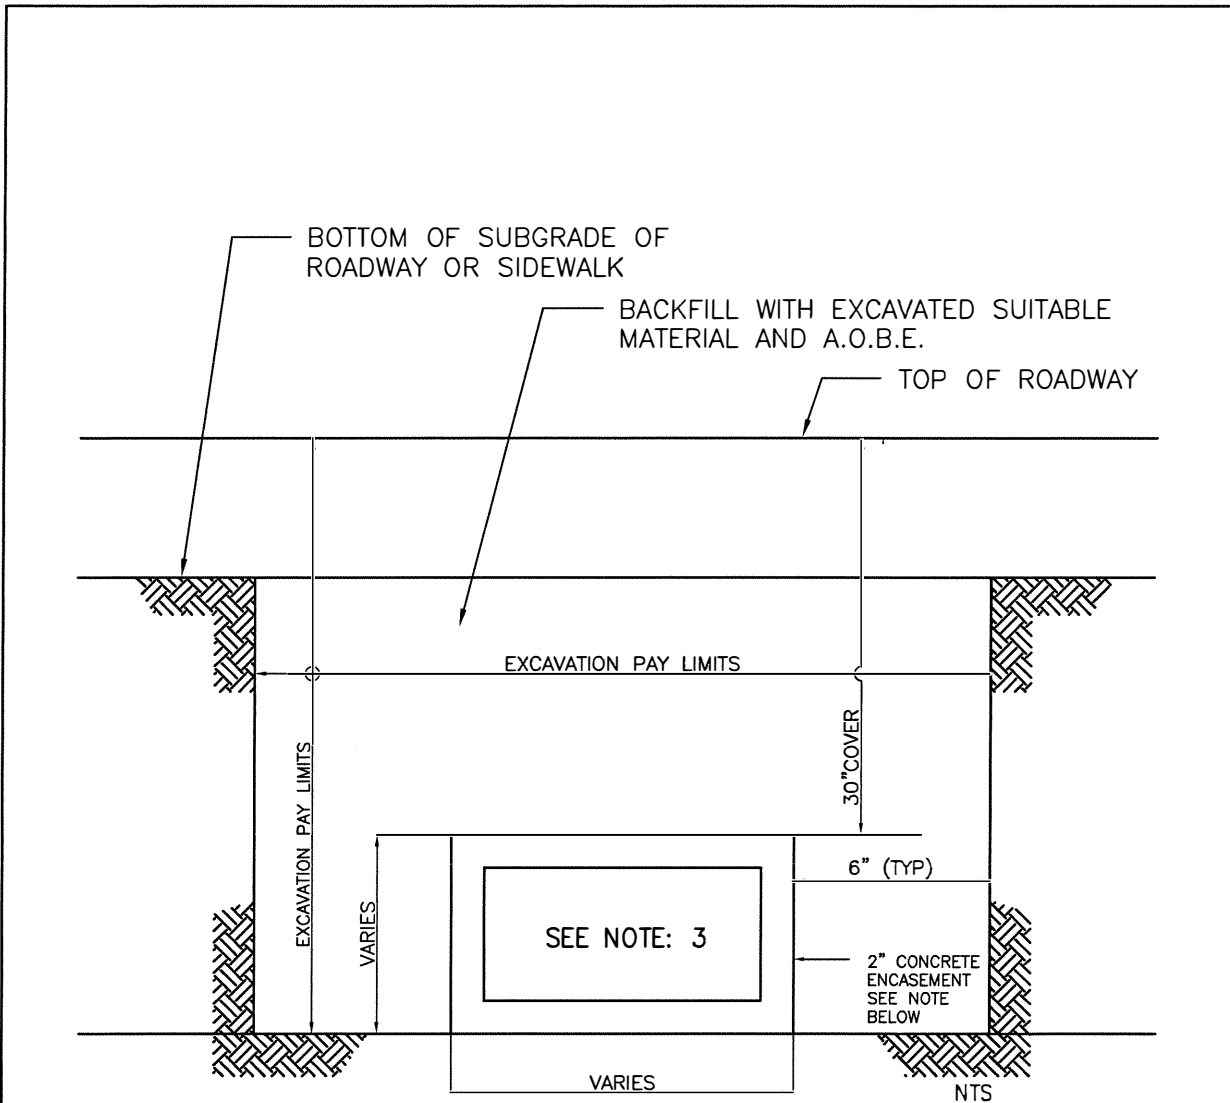 BOTTOM OF SUBGRADE OF
ROADWAY OR SIDEWALK
BACKFILL WITH EXCAVATED SUITABLE
MATERIAL AND A.O.B.E.
TOP OF ROADWAY
EXCAVATION PAY LIMITS
EXCAVATION PAY LIMITS
30"COVER
VARIES
6" (TYP)
SEE NOTE: 3
2" CONCRETE
ENCASEMENT
SEE NOTE
BELOW
VARIES
NTS